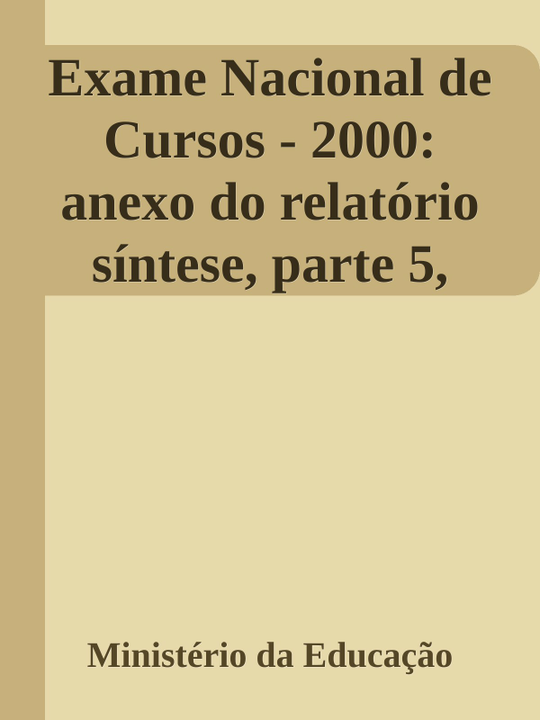 Exame Nacional de
Cursos - 2000:
anexo do relatório
síntese, parte 5,
Ministério da Educação